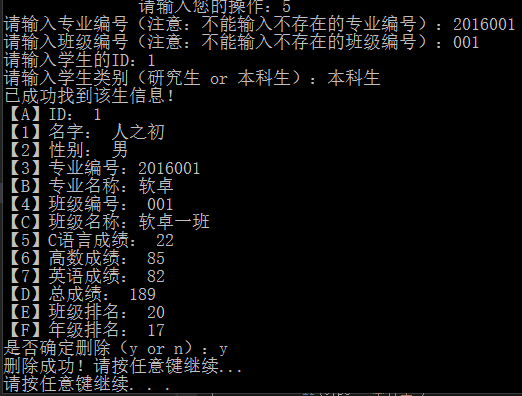 请输入您的操作：5
请输入专业编号（注意：不能输入不存在的专业编号）：2016001
请输入班级编号（注意：不能输入不存在的班级编号）：001
请输入学生的ID：1
请输入学生类别（研究生 or 本科生）：本科生
已成功找到该生信息！
【A】ID： 1
【1】名字： 人之初
【2】性别： 男
【3】专业编号：2016001
【B】专业名称：软卓
【4】班级编号： 001
【C】班级名称：软卓一班
【5】C语言成绩： 22
【6】高数成绩： 85
【7】英语成绩： 82
【D】总成绩： 189
【E】班级排名： 20
【F】年级排名： 17
是否确定删除（y or n）：y
删除成功！请按任意键继续...
请按任意键继续. . .